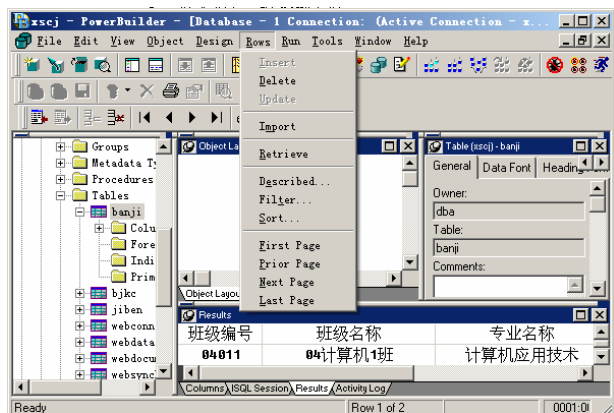 xscj - PowerBuilder - [Database - 1 Connection: (Active Connection - x...
File Edit View Object Design Rows Run Tools Window Help
Insert
Delete
Update
Import
Retrieve
Described...
Filter...
Sort...
First Page
Prior Page
Next Page
Last Page
Groups
Metadata Ty
Procedures
Tables
banji
Colu
Fore
Indi
Prim
bjkc
jiben
webconn
webdata
webdocu
websync
Object La
Object Layou
Table (xscj) - banji
General Data Font Heading
Owner:
dba
Table:
banji
Comments:
Results
班级编号 班级名称 专业名称
04011 04计算机1班 计算机应用技术
Columns ISQL Session Results Activity Log
Ready Row 1 of 2 0001:0